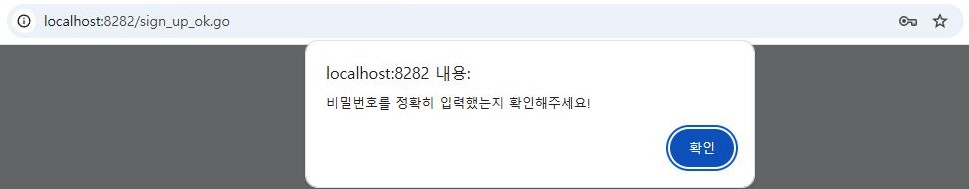 localhost:8282/sign_up_ok.go
localhost:8282 내용:
비밀번호를 정확히 입력했는지 확인해주세요!
확인